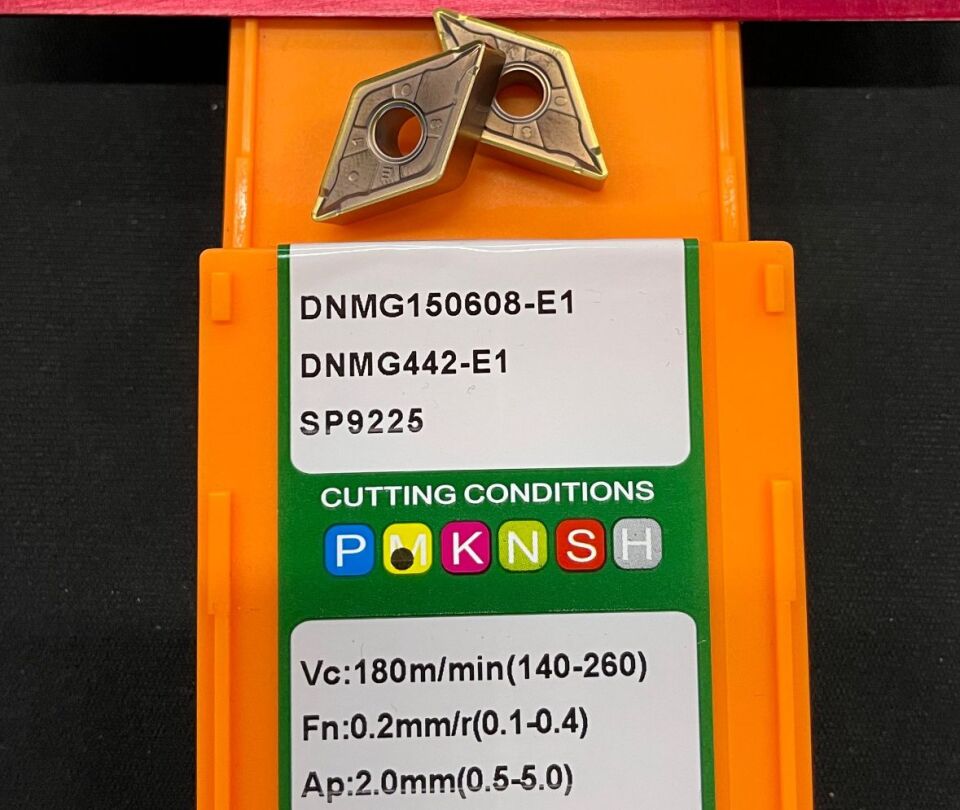 DNMG150608-E1
DNMG442-E1
SP9225
CUTTING CONDITIONS
P M K N S H
Vc:180m/min(140-260)
Fn:0.2mm/r(0.1-0.4)
Ap:2.0mm(0.5-5.0)